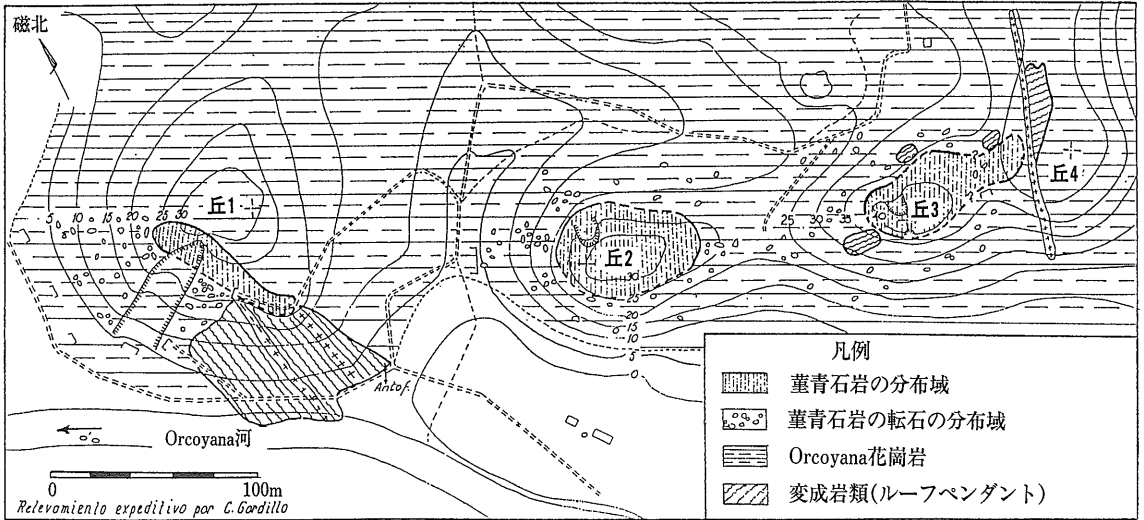 磁北
丘1
丘2
丘3
丘4
5 10 15 20 25 30
30
25
20
15
10
5
0
25 30 35
Antof.
Orcoyana河
0 100m
Relevamiento expeditivo por C. Gordillo
凡例
菫青石岩の分布域
菫青石岩の転石の分布域
Orcoyana花崗岩
変成岩類(ルーフペンダント)